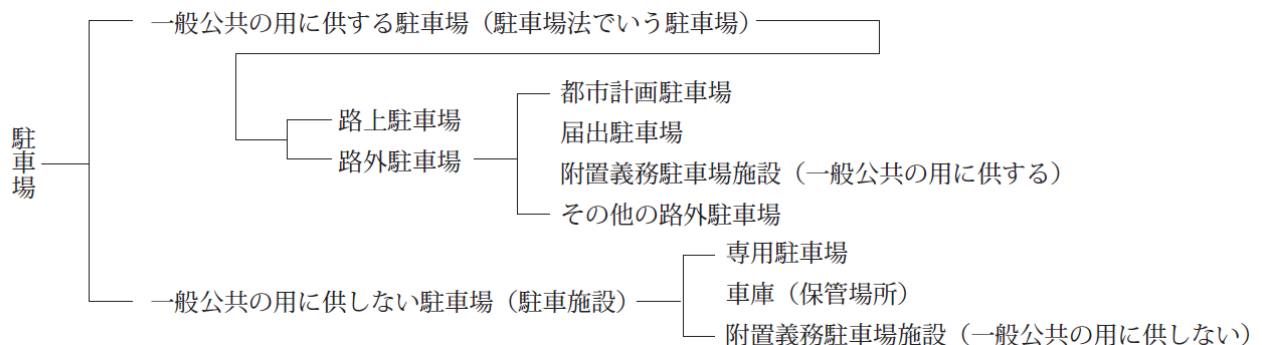 駐車場
一般公共の用に供する駐車場（駐車場法でいう駐車場）
路上駐車場
路外駐車場
都市計画駐車場
届出駐車場
附置義務駐車場施設（一般公共の用に供する）
その他の路外駐車場
一般公共の用に供しない駐車場（駐車施設）
専用駐車場
車庫（保管場所）
附置義務駐車場施設（一般公共の用に供しない）